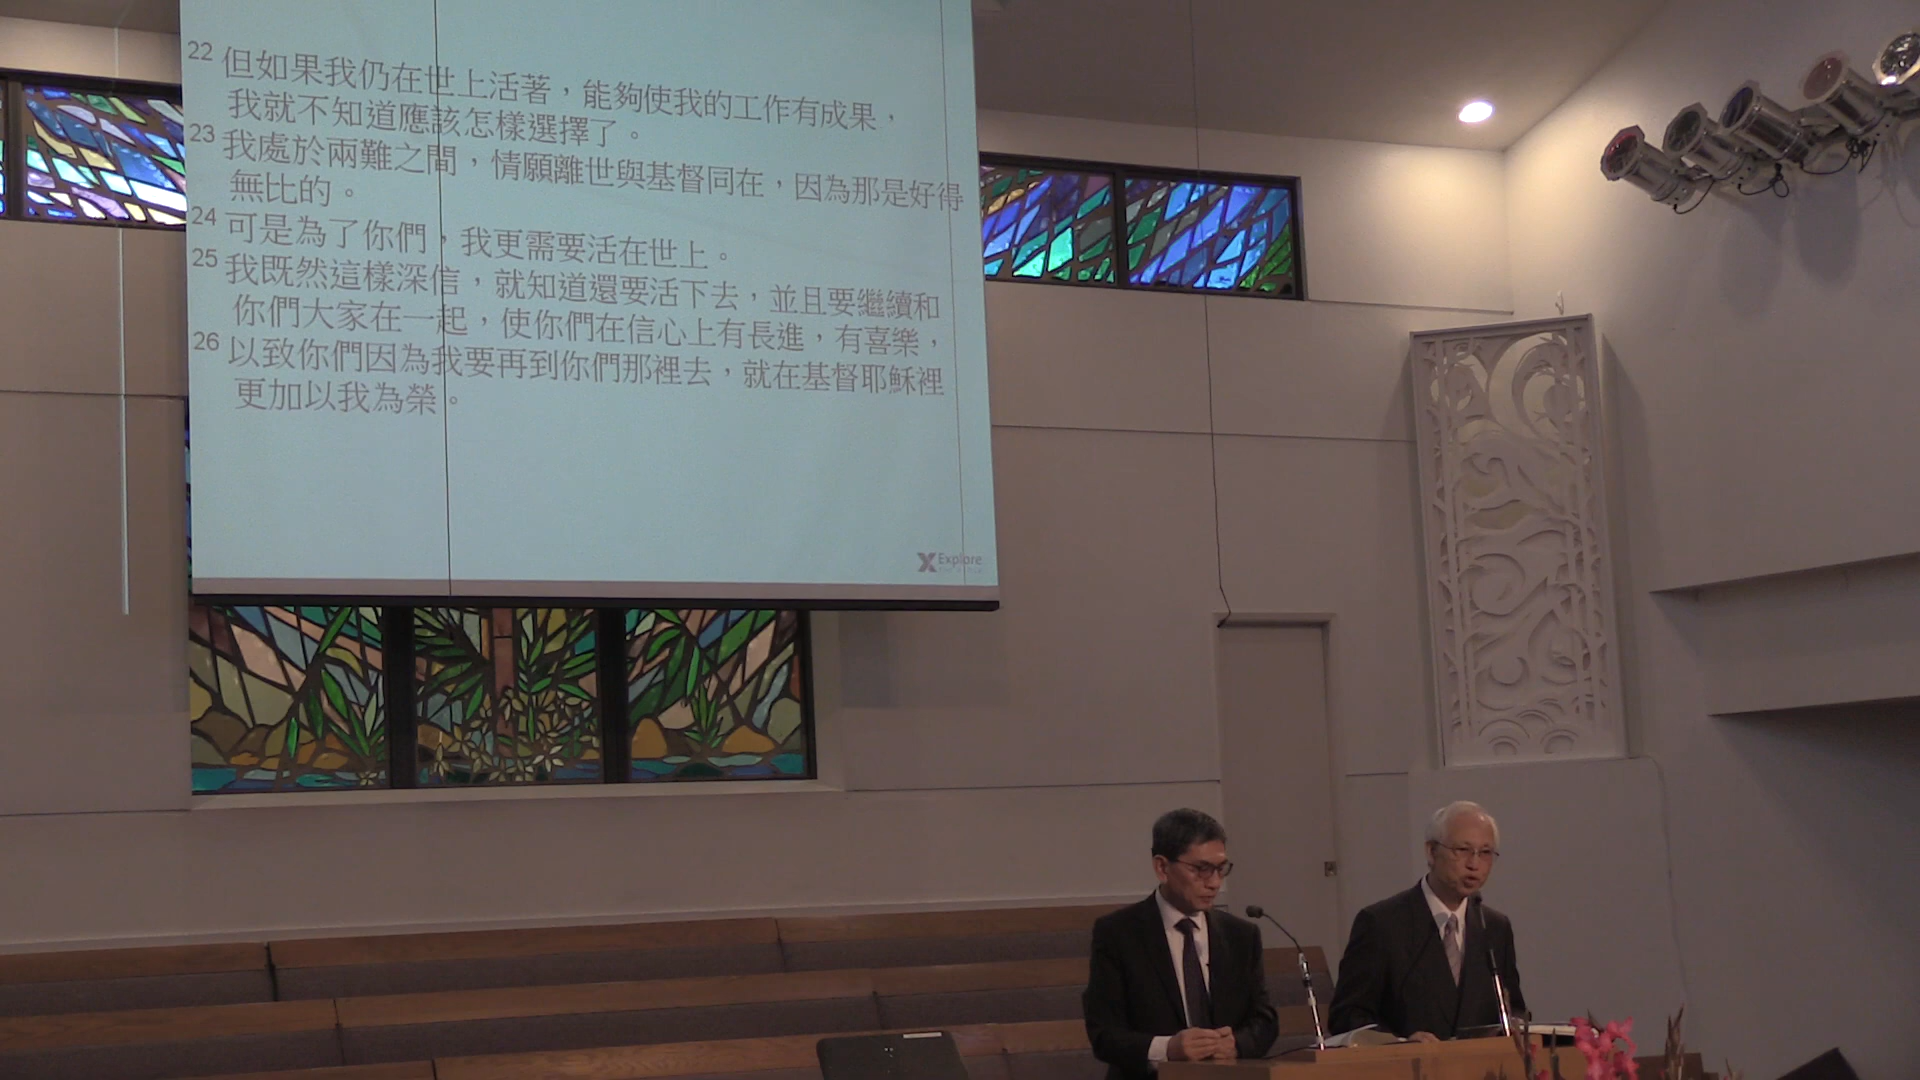 22 但如果我仍在世上活著，能夠使我的工作有成果，
我就不知道應該怎樣選擇了。
23 我處於兩難之間，情願離世與基督同在，因為那是好得
無比的。
24 可是為了你們，我更需要活在世上。
25 我既然這樣深信，就知道還要活下去，並且要繼續和
你們大家在一起，使你們在信心上有長進，有喜樂，
26 以致你們因為我要再到你們那裡去，就在基督耶穌裡
更加以我為榮。
X Explore